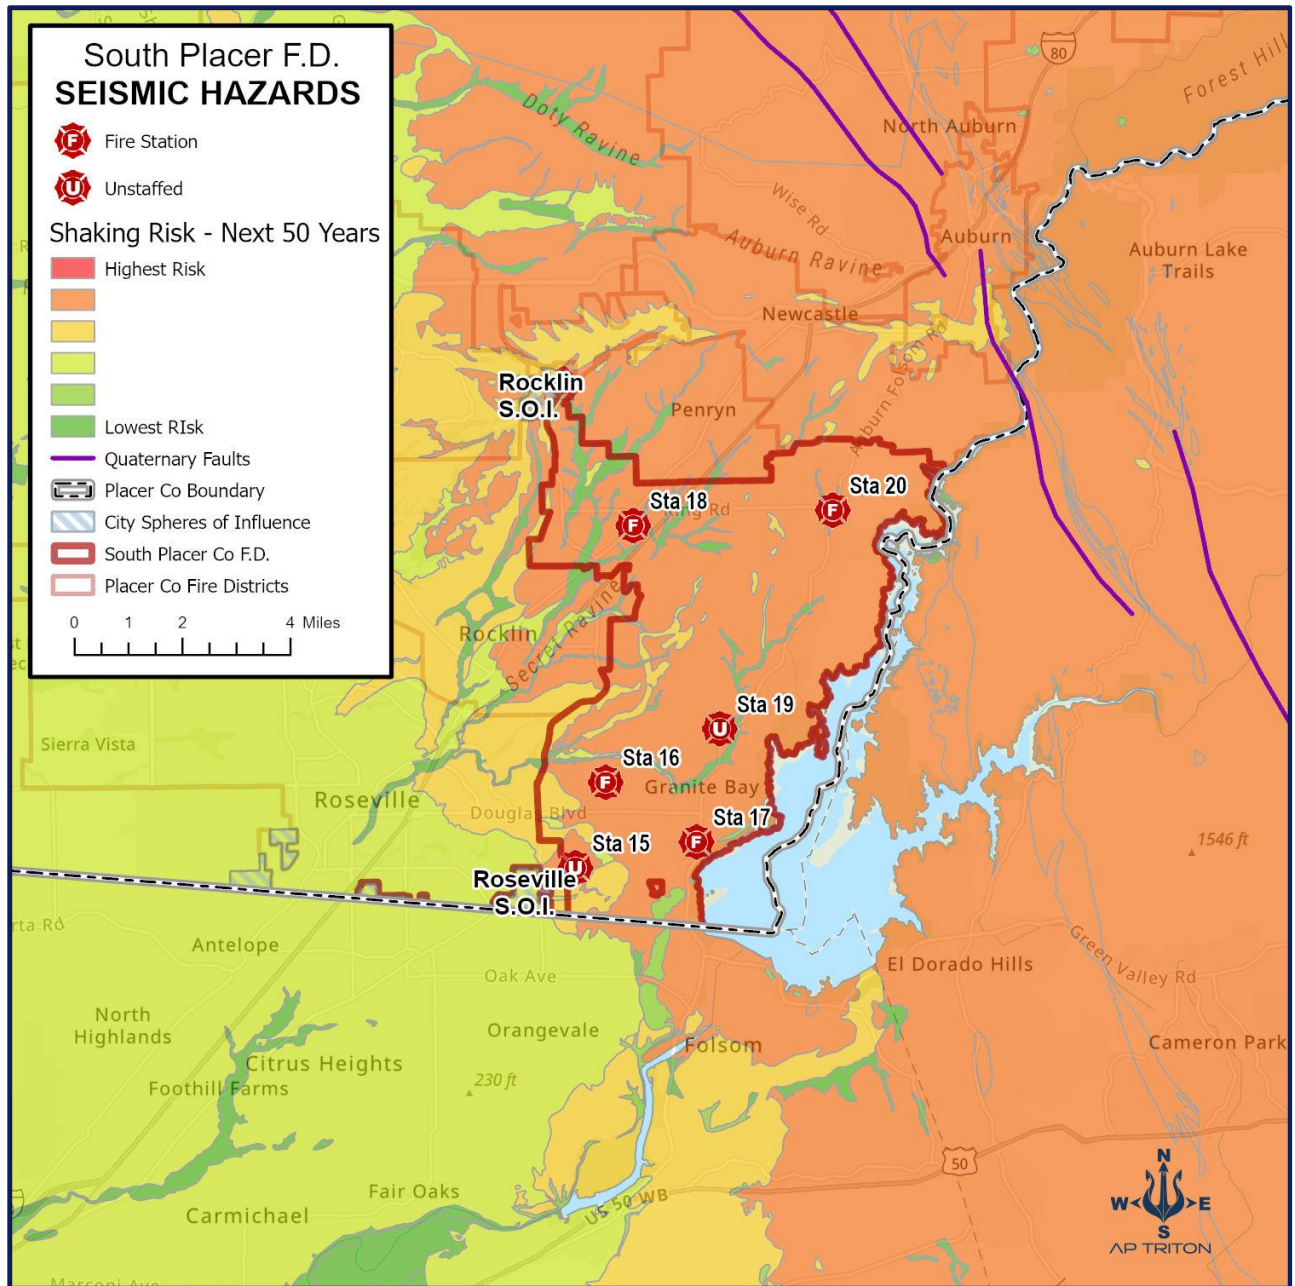 South Placer F.D.
SEISMIC HAZARDS
F
Fire Station
U
Unstaffed
Shaking Risk - Next 50 Years
Highest Risk
Lowest RIsk
Quaternary Faults
Placer Co Boundary
City Spheres of Influence
South Placer Co F.D.
Placer Co Fire Districts
0 1 2 4 Miles
80
Forest Hill
Doty Ravine
North Auburn
Wise Rd
Auburn Ravine
Auburn
Auburn Lake
Trails
Newcastle
Auburn Folsom Rd
Rocklin
S.O.I.
Penryn
Sta 18
F
King Rd
Sta 20
F
Rocklin
Secret Ravine
Sta 19
U
Sierra Vista
Sta 16
F
Granite Bay
Roseville
Douglas Blvd
Sta 17
F
Sta 15
U
Roseville
S.O.I.
1546 ft
Antelope
Oak Ave
El Dorado Hills
Green Valley Rd
North
Highlands
Orangevale
Folsom
Cameron Park
Citrus Heights
Foothill Farms
230 ft
50
Fair Oaks
US 50 WB
Carmichael
Marconi Ave
N
W E
S
AP TRITON